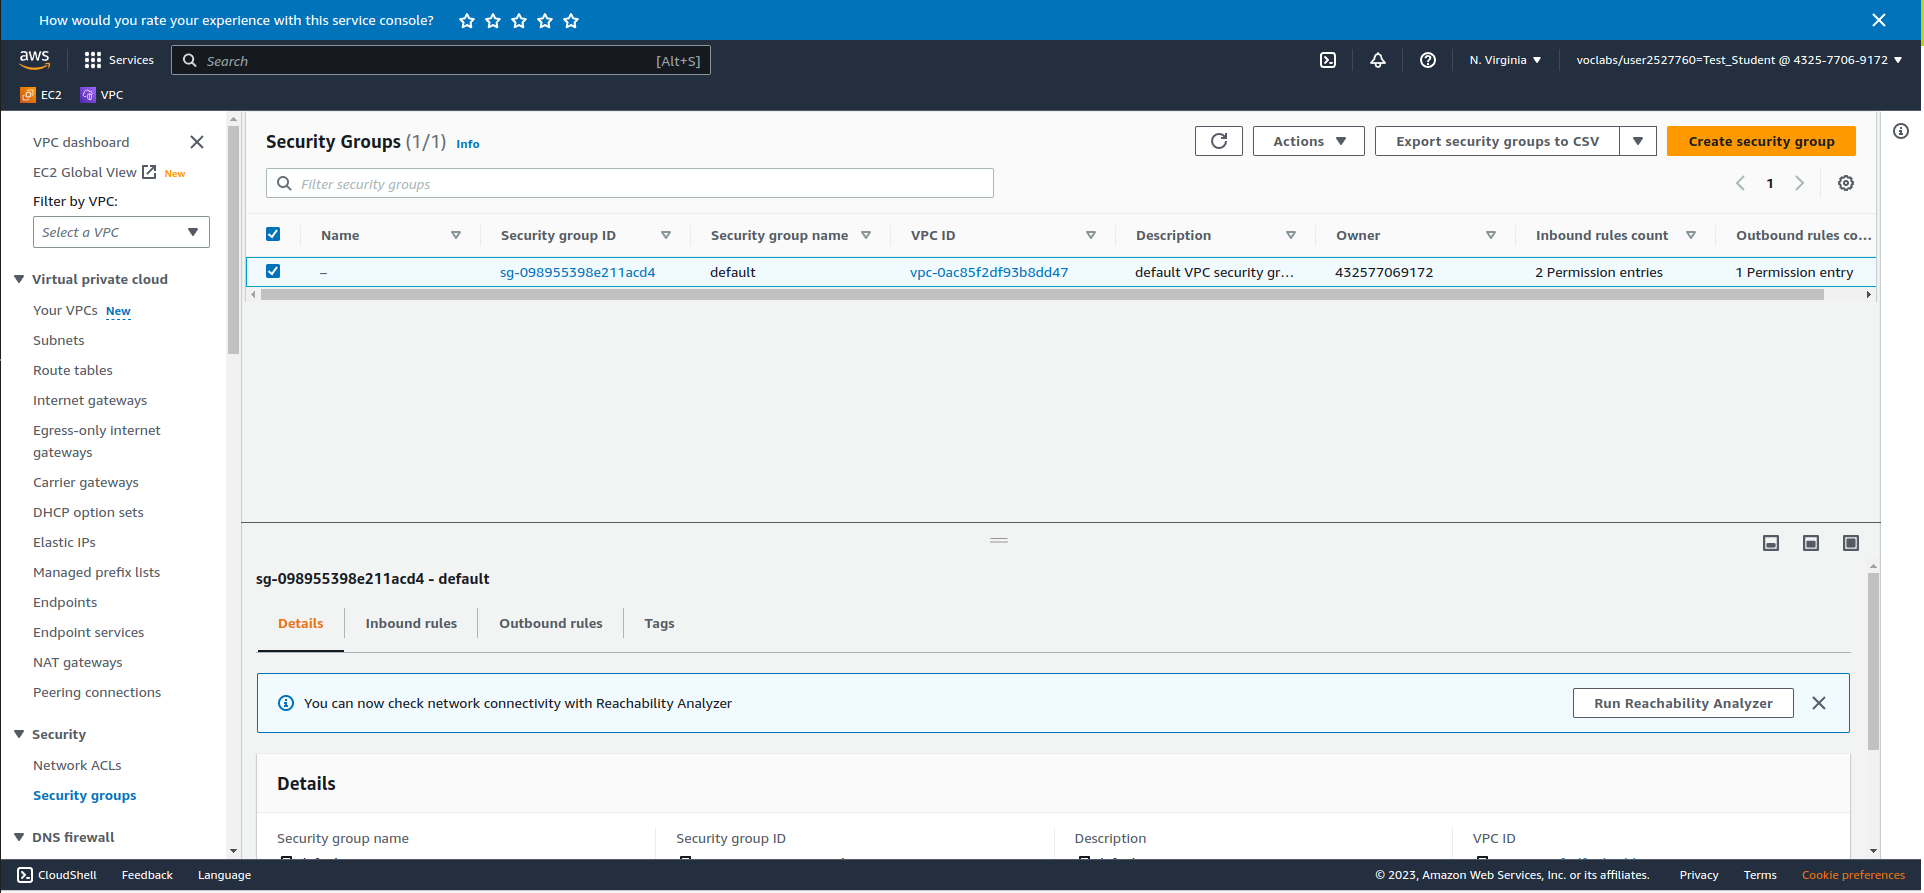 How would you rate your experience with this service console?
aws
Services
Search
[Alt+S]
N. Virginia
voclabs/user2527760=Test_Student @ 4325-7706-9172
EC2
VPC
VPC dashboard
EC2 Global View
New
Filter by VPC:
Select a VPC
Virtual private cloud
Your VPCs New
Subnets
Route tables
Internet gateways
Egress-only internet
gateways
Carrier gateways
DHCP option sets
Elastic IPs
Managed prefix lists
Endpoints
Endpoint services
NAT gateways
Peering connections
Security
Network ACLs
Security groups
DNS firewall
Security Groups (1/1) Info
Actions
Export security groups to CSV
Create security group
Filter security groups
1
Name Security group ID Security group name VPC ID Description Owner Inbound rules count Outbound rules co...
– sg-098955398e211acd4 default vpc-0ac85f2df93b8dd47 default VPC security gr... 432577069172 2 Permission entries 1 Permission entry
sg-098955398e211acd4 - default
Details Inbound rules Outbound rules Tags
You can now check network connectivity with Reachability Analyzer
Run Reachability Analyzer
Details
Security group name Security group ID Description VPC ID
CloudShell Feedback Language
© 2023, Amazon Web Services, Inc. or its affiliates. Privacy Terms Cookie preferences